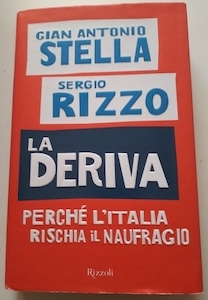 GIAN ANTONIO
STELLA
SERGIO
RIZZO
LA
DERIVA
PERCHÉ L'ITALIA
RISCHIA iL NAUFRAGIO
Rizzoli